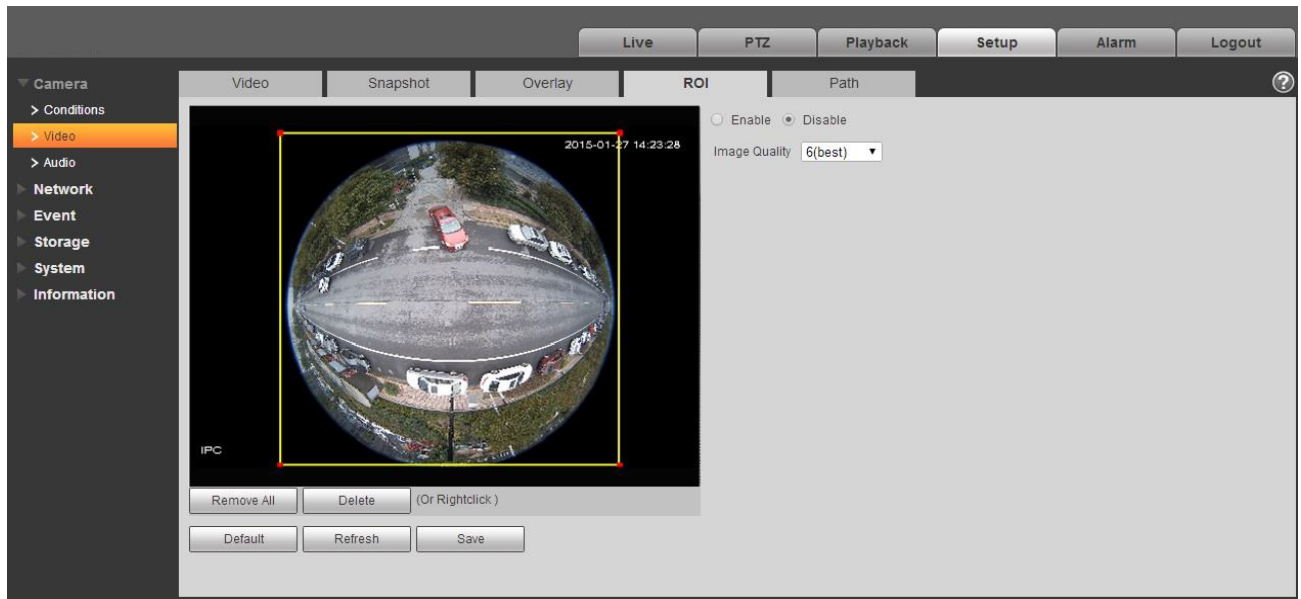 Live PTZ Playback Setup Alarm Logout
Camera
> Conditions
> Video
> Audio
Network
Event
Storage
System
Information
Video Snapshot Overlay ROI Path ?
2015-01-27 14:23:28
IPC
Enable Disable
Image Quality 6(best)
Remove All Delete (Or Rightclick )
Default Refresh Save